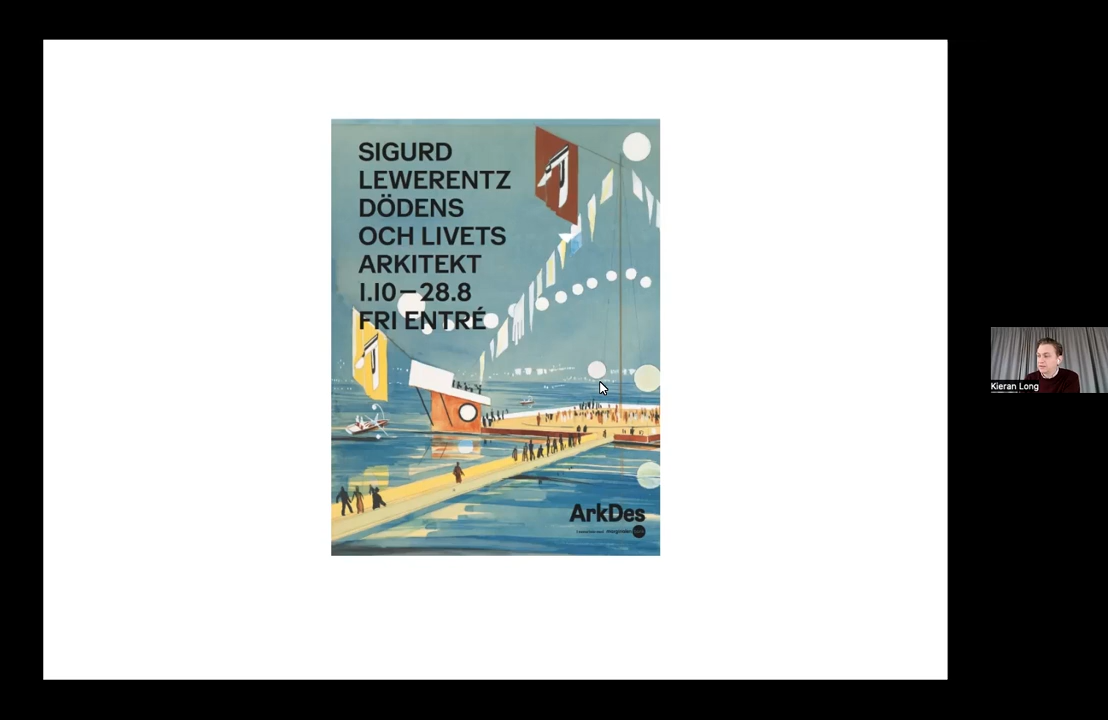 SIGURD
LEWERENTZ
DÖDENS
OCH LIVETS
ARKITEKT
1.10–28.8
FRI ENTRÉ
ArkDes
Kieran Long